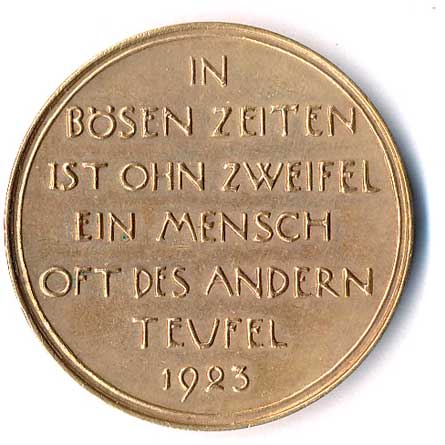 IN
BÖSEN ZEITEN
IST OHN ZWEIFEL
EIN MENSCH
OFT DES ANDERN
TEUFEL
1923